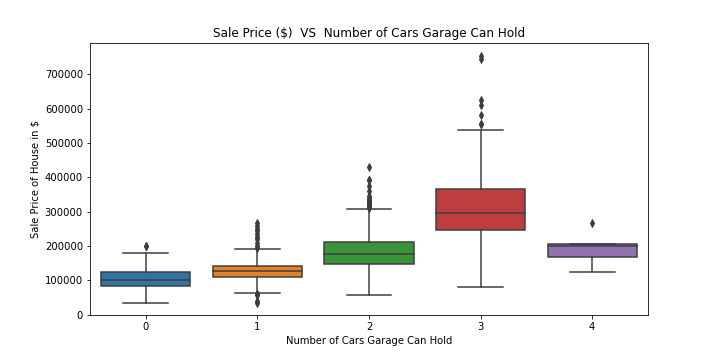 Sale Price ($)  VS  Number of Cars Garage Can Hold
Sale Price of House in $
700000
600000
500000
400000
300000
200000
100000
0
0 1 2 3 4
Number of Cars Garage Can Hold